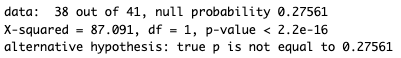 data:  38 out of 41, null probability 0.27561
X-squared = 87.091, df = 1, p-value < 2.2e-16
alternative hypothesis: true p is not equal to 0.27561